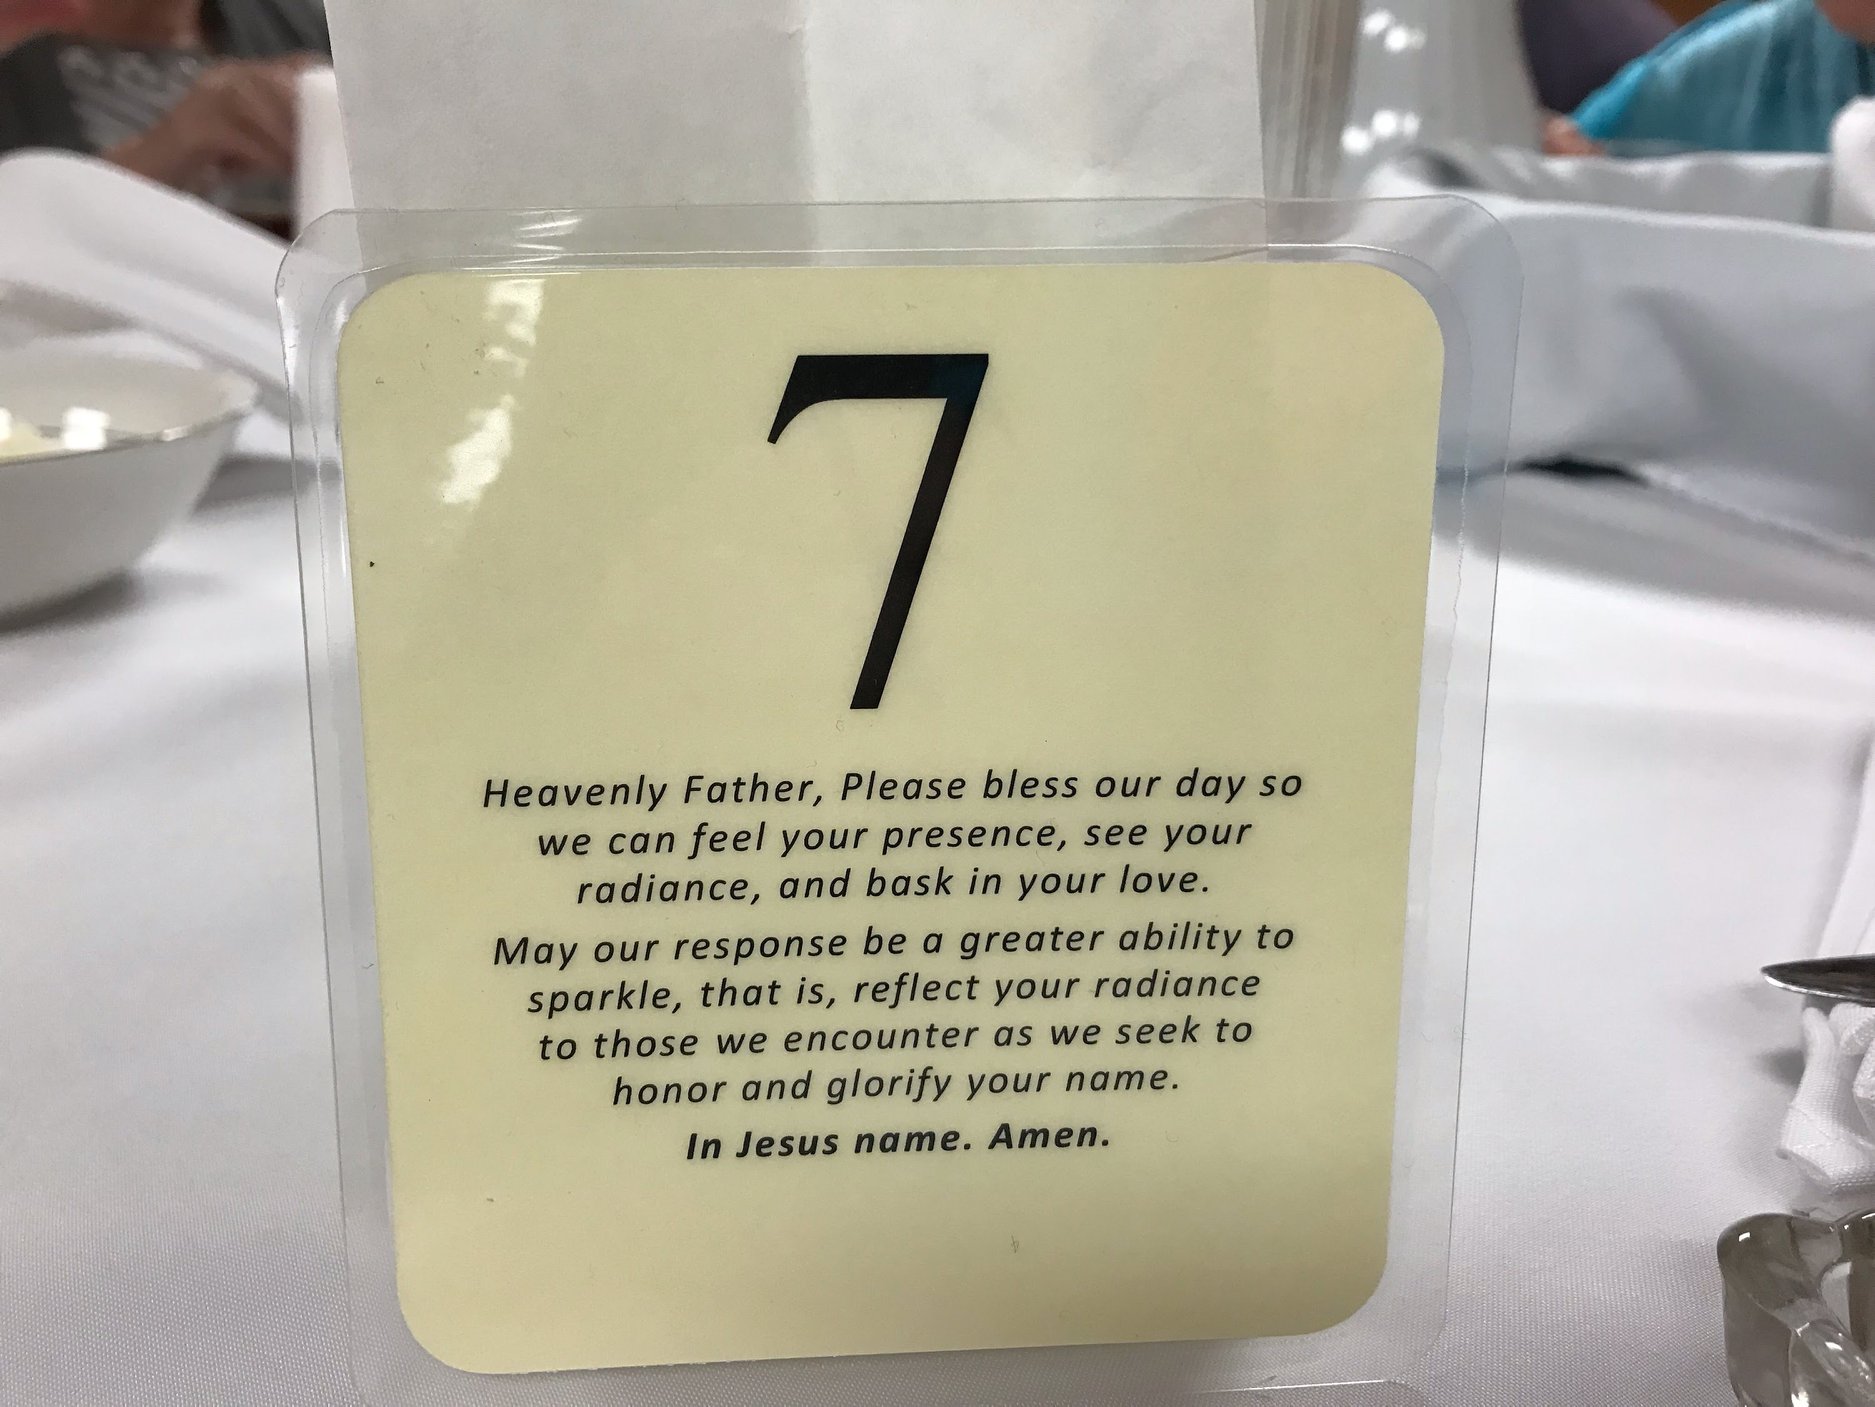 7
Heavenly Father, Please bless our day so
we can feel your presence, see your
radiance, and bask in your love.
May our response be a greater ability to
sparkle, that is, reflect your radiance
to those we encounter as we seek to
honor and glorify your name.
In Jesus name. Amen.